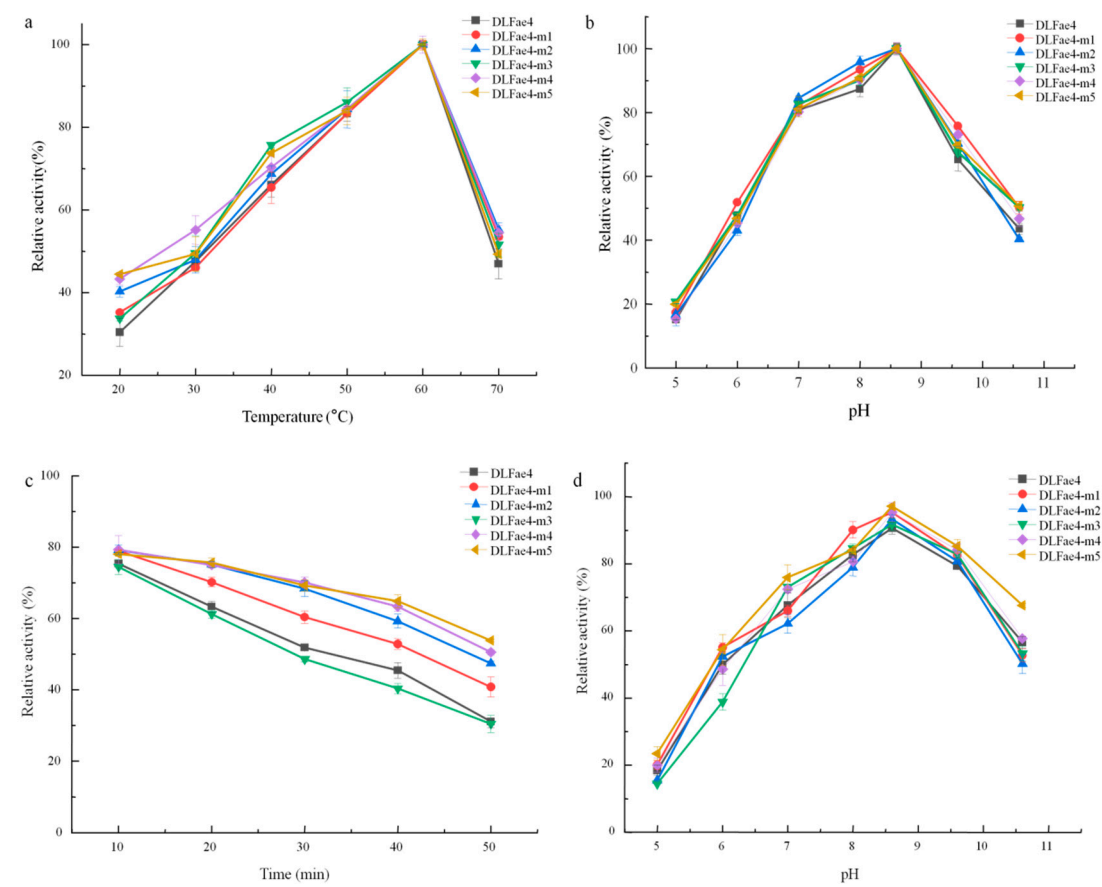 a
DLFae4
DLFae4-m1
DLFae4-m2
DLFae4-m3
DLFae4-m4
DLFae4-m5
100
80
60
40
20
Relative activity (%)
20 30 40 50 60 70
Temperature (°C)
b
DLFae4
DLFae4-m1
DLFae4-m2
DLFae4-m3
DLFae4-m4
DLFae4-m5
100
80
60
40
20
0
Relative activity (%)
5 6 7 8 9 10 11
pH
c
DLFae4
DLFae4-m1
DLFae4-m2
DLFae4-m3
DLFae4-m4
DLFae4-m5
100
80
60
40
20
0
Relative activity (%)
10 20 30 40 50
Time (min)
d
DLFae4
DLFae4-m1
DLFae4-m2
DLFae4-m3
DLFae4-m4
DLFae4-m5
100
80
60
40
20
0
Relative activity (%)
5 6 7 8 9 10 11
pH